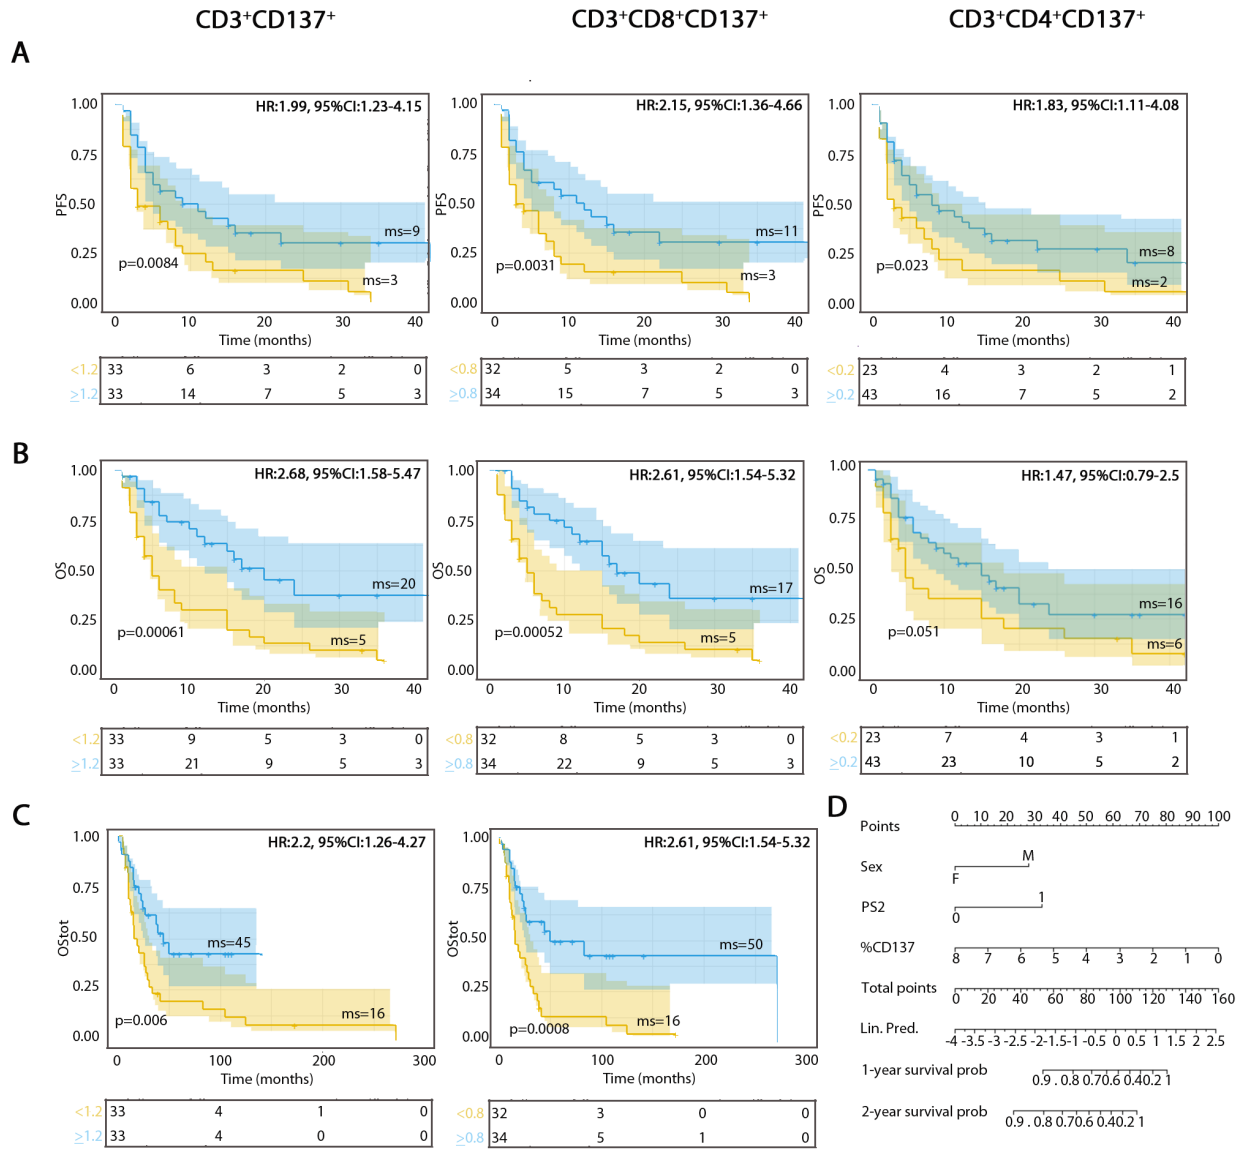 CD3+CD137+ CD3+CD8+CD137+ CD3+CD4+CD137+
A
HR:1.99, 95%CI:1.23-4.15
1.00
0.75
0.50
0.25
0.00
PFS
ms=9
p=0.0084
ms=3
0 10 20 30 40
Time (months)
<1.2 33 6 3 2 0
≥1.2 33 14 7 5 3
HR:2.15, 95%CI:1.36-4.66
1.00
0.75
0.50
0.25
0.00
PFS
ms=11
p=0.0031
ms=3
0 10 20 30 40
Time (months)
<0.8 32 5 3 2 0
≥0.8 34 15 7 5 3
HR:1.83, 95%CI:1.11-4.08
1.00
0.75
0.50
0.25
0.00
PFS
ms=8
p=0.023
ms=2
0 10 20 30 40
Time (months)
<0.2 23 4 3 2 1
≥0.2 43 16 7 5 2
B
HR:2.68, 95%CI:1.58-5.47
1.00
0.75
0.50
0.25
0.00
OS
ms=20
p=0.00061
ms=5
0 10 20 30 40
Time (months)
<1.2 33 9 5 3 0
≥1.2 33 21 9 5 3
HR:2.61, 95%CI:1.54-5.32
1.00
0.75
0.50
0.25
0.00
OS
ms=17
p=0.00052
ms=5
0 10 20 30 40
Time (months)
<0.8 32 8 5 3 0
≥0.8 34 22 9 5 3
HR:1.47, 95%CI:0.79-2.5
1.00
0.75
0.50
0.25
0.00
OS
ms=16
p=0.051
ms=6
0 10 20 30 40
Time (months)
<0.2 23 7 4 3 1
≥0.2 43 23 10 5 2
C
HR:2.2, 95%CI:1.26-4.27
1.00
0.75
0.50
0.25
0.00
OStot
ms=45
ms=16
p=0.006
0 100 200 300
Time (months)
<1.2 33 4 1 0
≥1.2 33 4 0 0
HR:2.61, 95%CI:1.54-5.32
1.00
0.75
0.50
0.25
0.00
OStot
ms=50
ms=16
p=0.0008
0 100 200 300
Time (months)
<0.8 32 3 0 0
≥0.8 34 5 1 0
D
Points 0 10 20 30 40 50 60 70 80 90 100
Sex F M
PS2 0 1
%CD137 8 7 6 5 4 3 2 1 0
Total points 0 20 40 60 80 100 120 140 160
Lin. Pred. -4 -3.5 -3 -2.5 -1.5 -1 -0.5 0 0.5 1 1.5 2 2.5
1-year survival prob 0.9 . 0.8 0.70.6 0.40.2 1
2-year survival prob 0.9 . 0.8 0.70.6 0.40.2 1